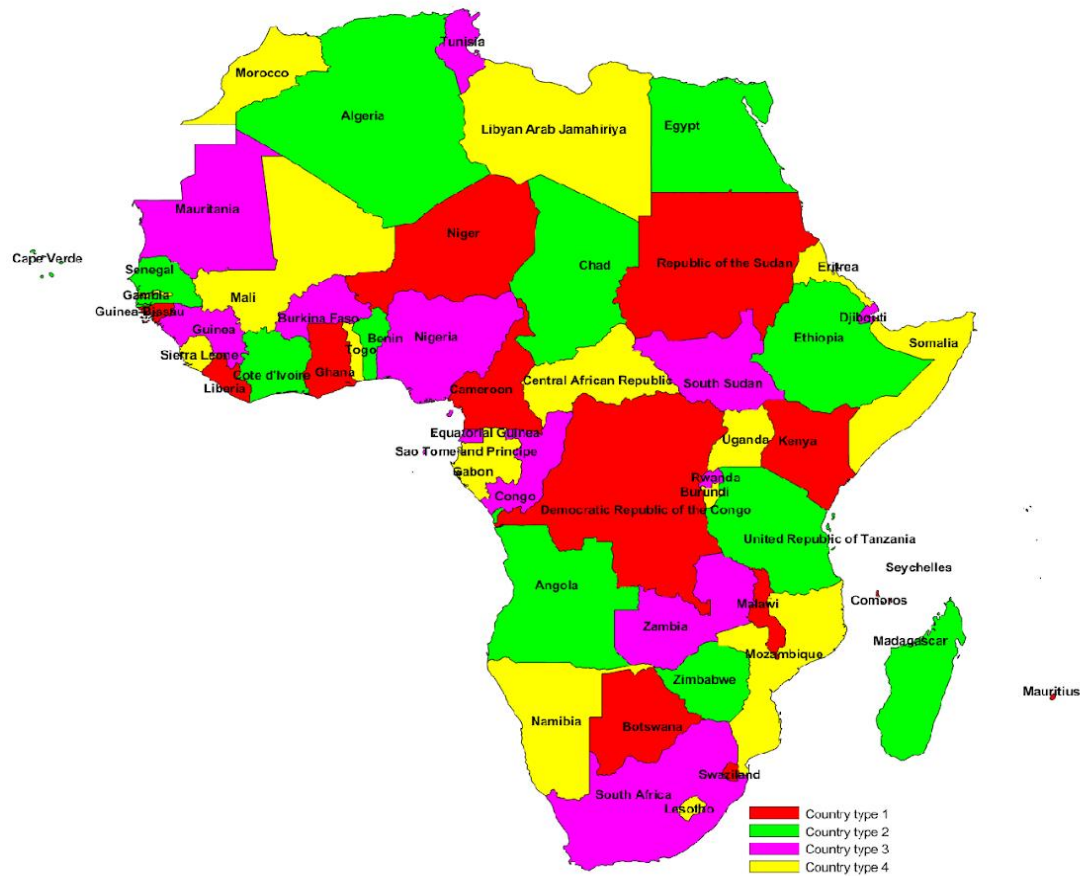 Tunisia
Morocco
Algeria
Libyan Arab Jamahiriya
Egypt
Mauritania
Niger
Cape Verde
Senegal
Chad
Republic of the Sudan
Eritrea
Gambia
Mali
Guinea-Bissau
Burkina Faso
Djibouti
Guinea
Nigeria
Benin
Ethiopia
Somalia
Sierra Leone
Togo
Cote d'Ivoire
Ghana
Liberia
Cameroon
Central African Republic
South Sudan
Equatorial Guinea
Uganda
Kenya
Sao Tome and Principe
Gabon
Rwanda
Burundi
Congo
Democratic Republic of the Congo
United Republic of Tanzania
Seychelles
Angola
Malawi
Comoros
Zambia
Madagascar
Mozambique
Zimbabwe
Mauritius
Namibia
Botswana
Swaziland
South Africa
Lesotho
Country type 1
Country type 2
Country type 3
Country type 4